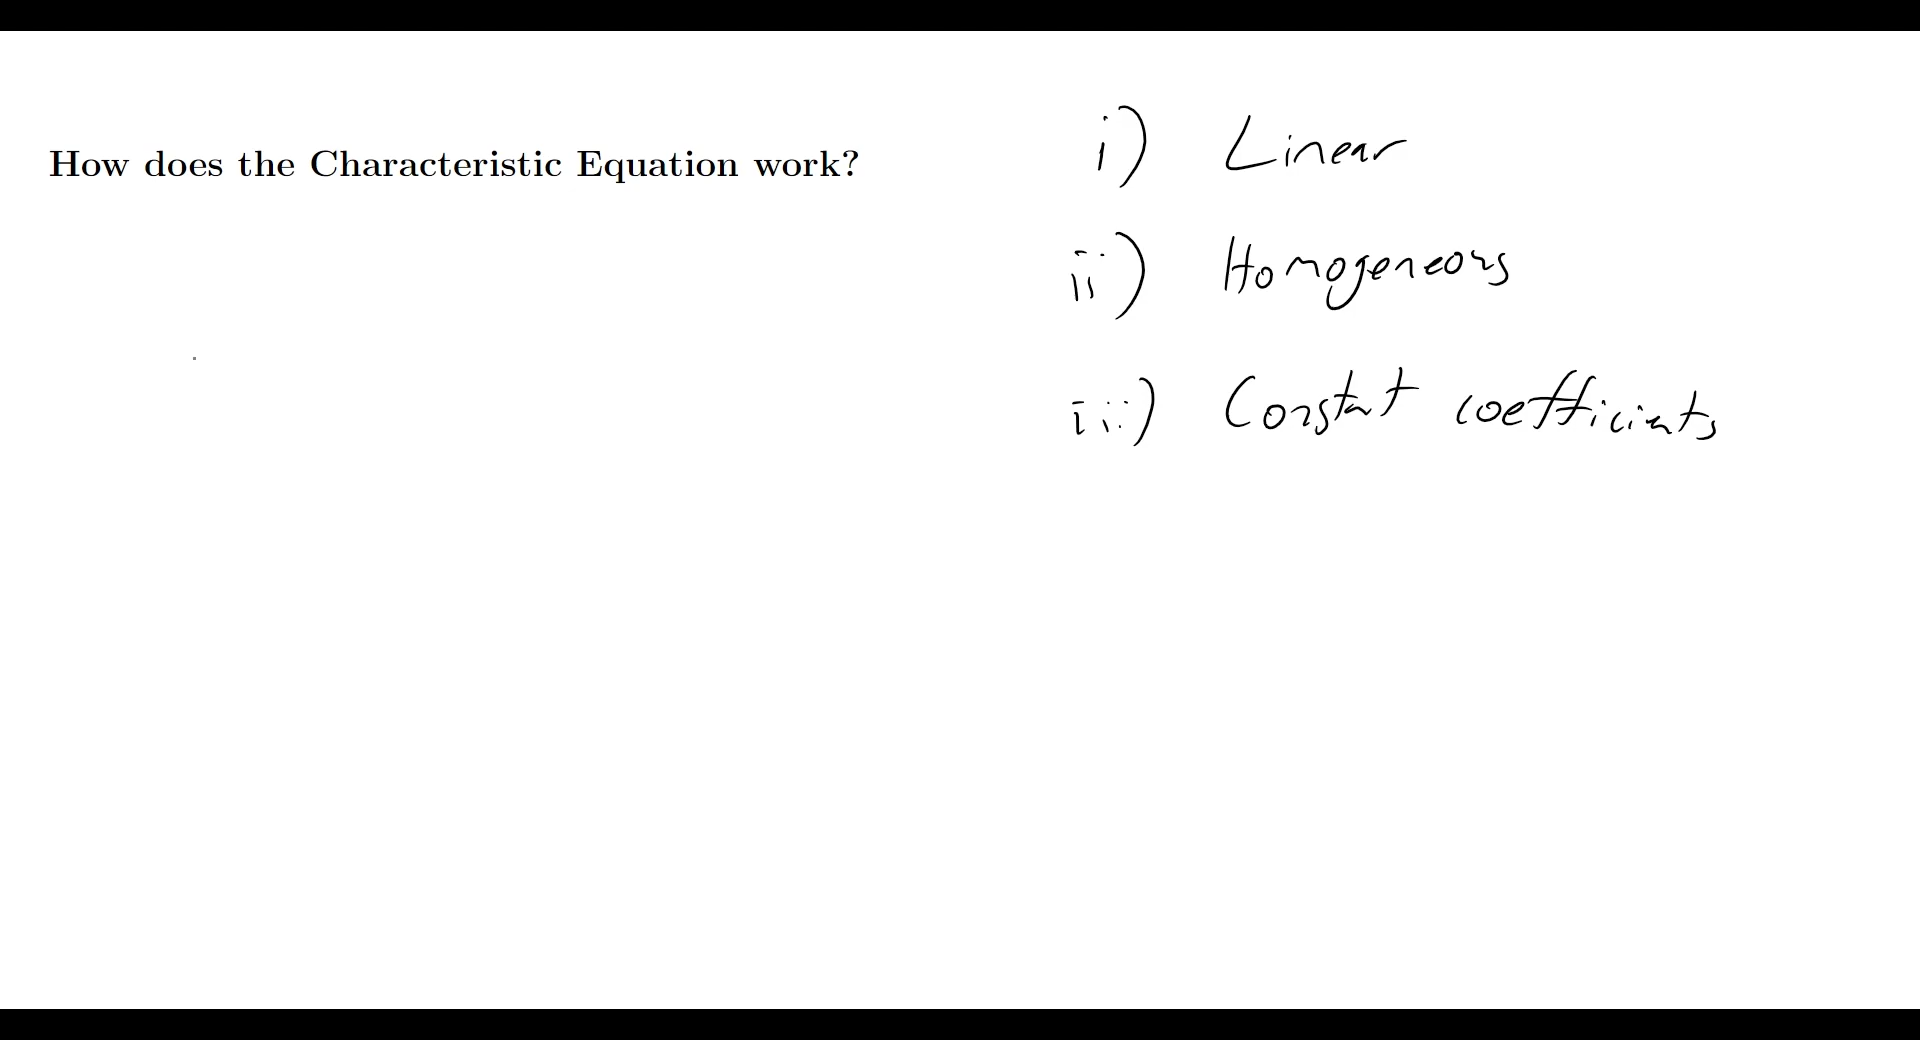 How does the Characteristic Equation work?
i) Linear
ii) Homogeneous
iii) Constant coefficients